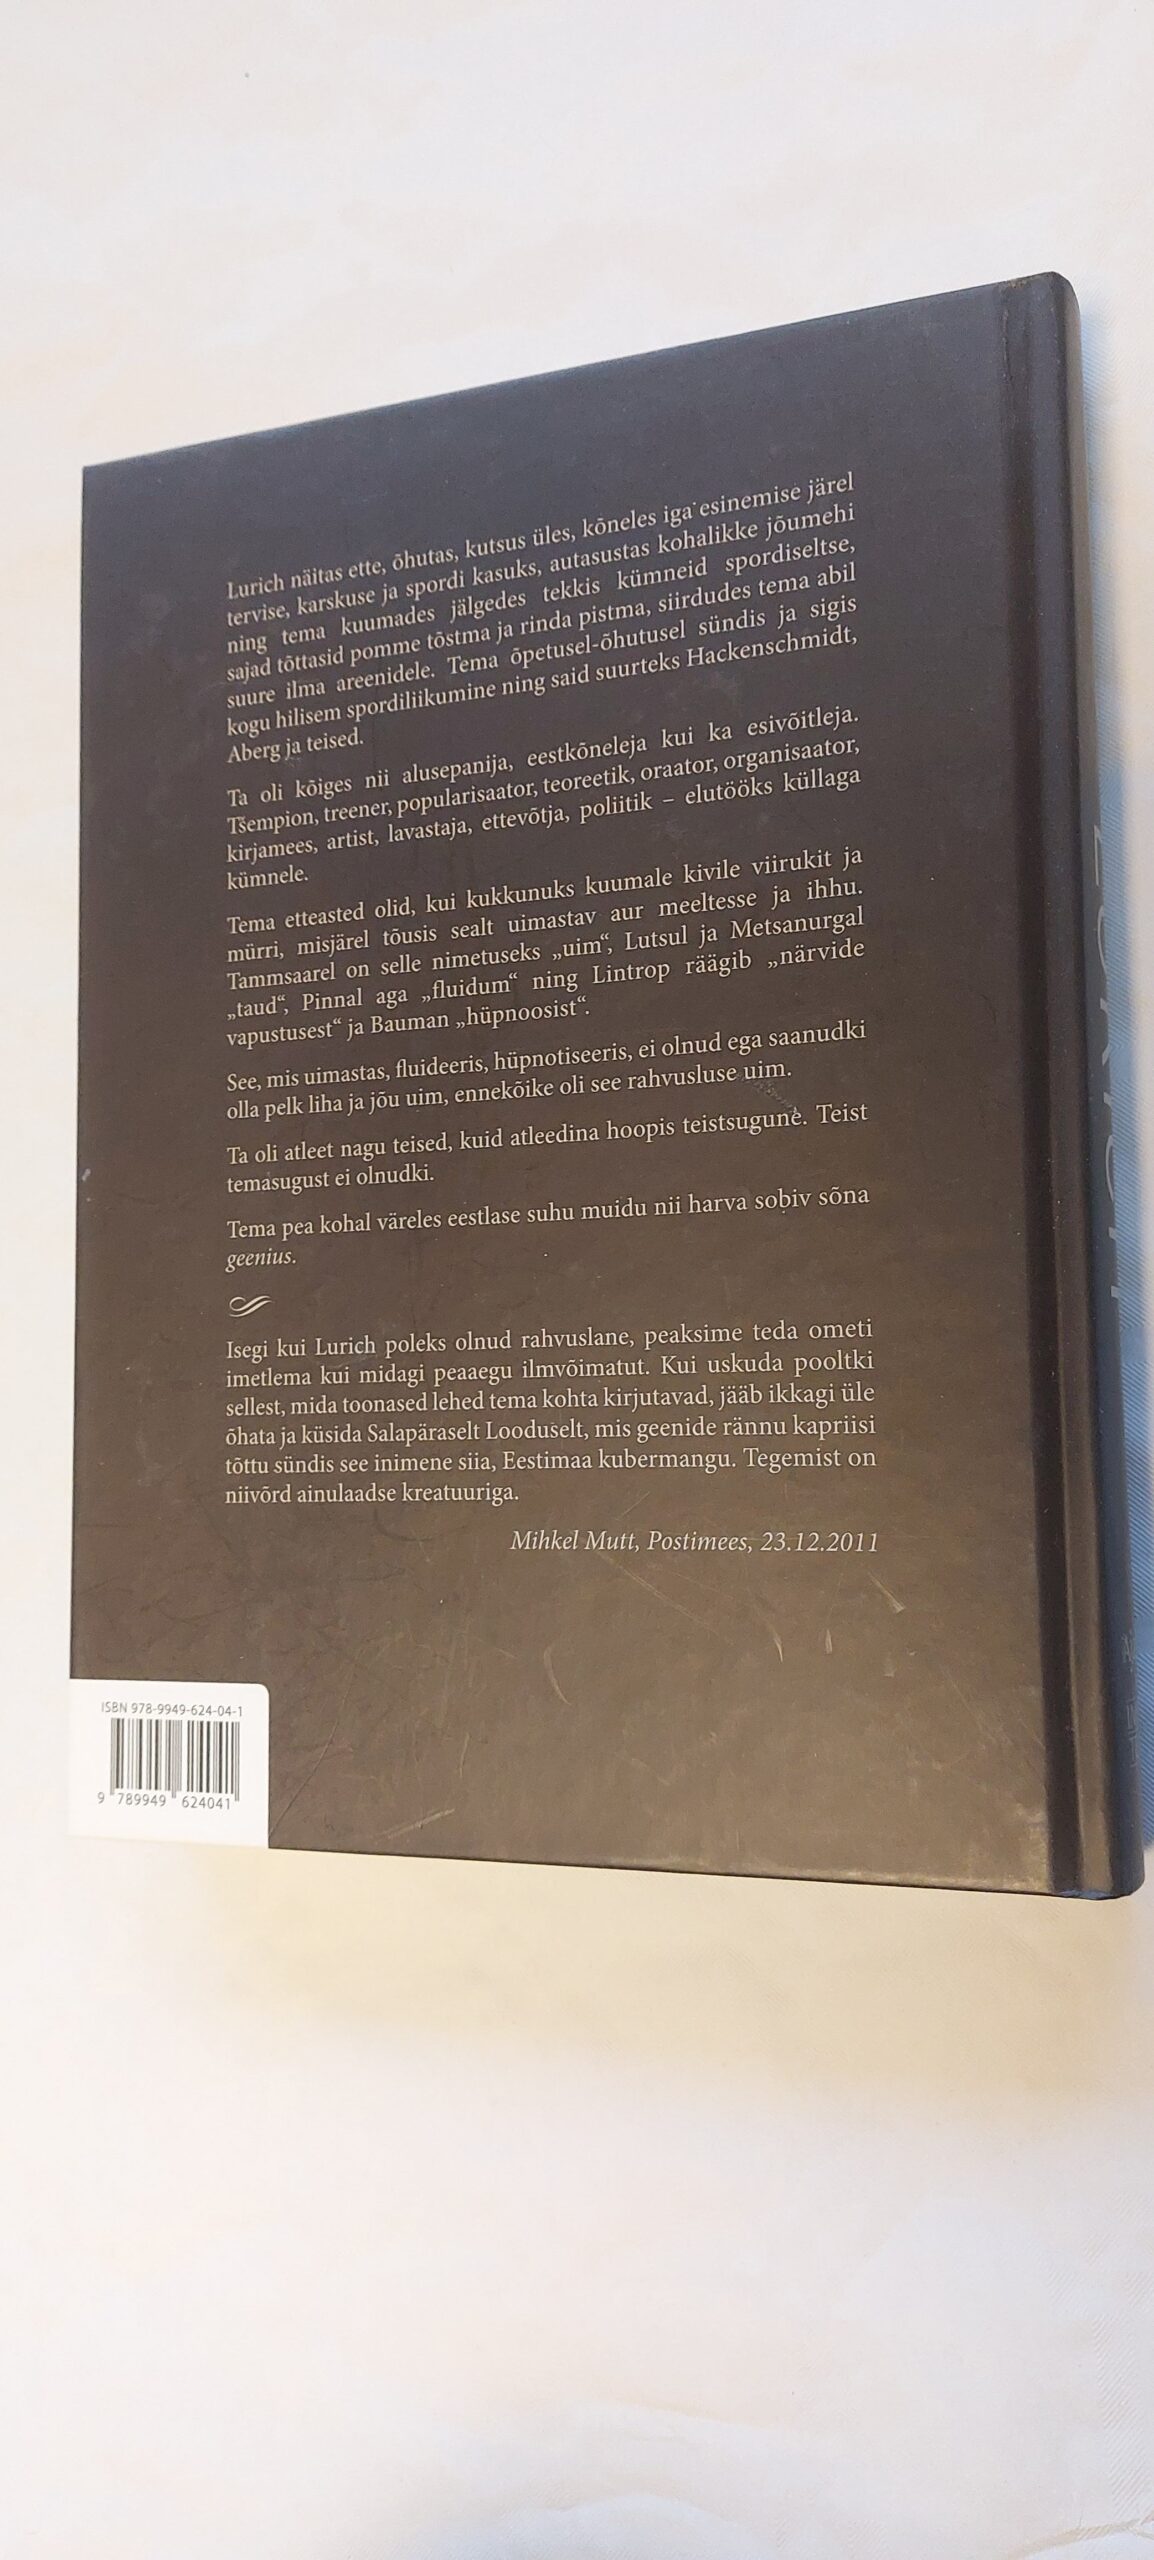 Lurich näitas ette, õhutas, kutsus üles, kõneles iga esinemise järel
tervise, karskuse ja spordi kasuks, autasustas kohalikke jõumehi
ning tema kuumades jälgedes tekkis kümneid spordiseltse,
sajad tõttasid pomme tõstma ja rinda pistma, siirdudes tema abil
suure ilma areenidele. Tema õpetusel-õhutusel sündis ja sigis
kogu hilisem spordiliikumine ning said suurteks Hackenschmidt,
Aberg ja teised.
Ta oli kõiges nii alusepanija, eestkõneleja kui ka esivõitleja.
Tšempion, treener, popularisaator, teoreetik, oraator, organisaator,
kirjamees, artist, lavastaja, ettevõtja, poliitik – elutööks küllaga
kümnele.
Tema etteasted olid, kui kukkunuks kuumale kivile viirukit ja
mürri, misjärel tõusis sealt uimastav aur meeltesse ja ihhu.
Tammsaarel on selle nimetuseks „uim“, Lutsul ja Metsanurgal
„taud“, Pinnal aga „fluidum“ ning Lintrop räägib „närvide
vapustusest“ ja Bauman „hüpnoosist“.
See, mis uimastas, fluideeris, hüpnotiseeris, ei olnud ega saanudki
olla pelk liha ja jõu uim, ennekõike oli see rahvusluse uim.
Ta oli atleet nagu teised, kuid atleedina hoopis teistsugune. Teist
temasugust ei olnudki.
Tema pea kohal väreles eestlase suhu muidu nii harva sobiv sõna
geenius.
Isegi kui Lurich poleks olnud rahvuslane, peaksime teda ometi
imetlema kui midagi peaaegu ilmvõimatut. Kui uskuda pooltki
sellest, mida toonased lehed tema kohta kirjutavad, jääb ikkagi üle
õhata ja küsida Salapäraselt Looduselt, mis geenide rännu kapriisi
tõttu sündis see inimene siia, Eestimaa kubermangu. Tegemist on
niivõrd ainulaadse kreatuuriga.
Mihkel Mutt, Postimees, 23.12.2011
ISBN 978-9949-624-04-1
9 789949 624041